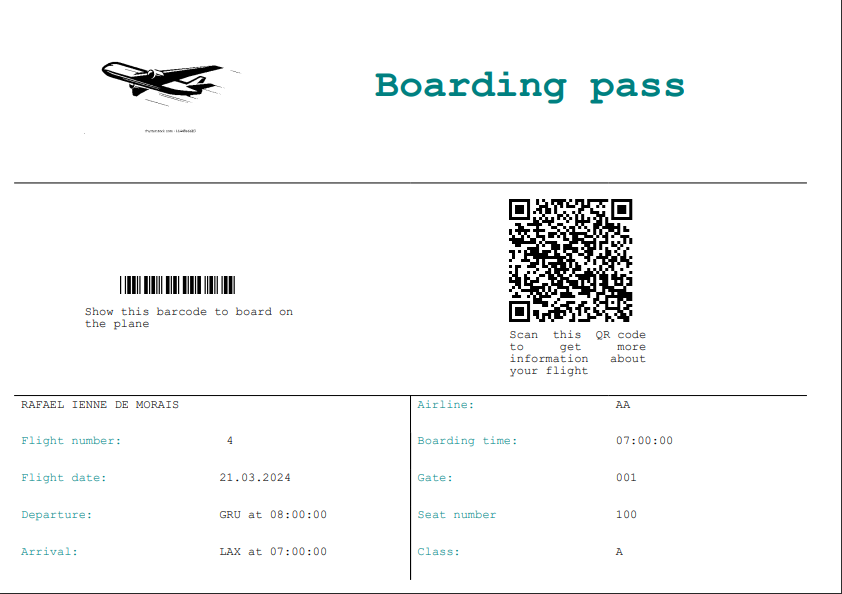 Boarding pass
Show this barcode to board on
the plane
Scan this QR code
to get more
information about
your flight
RAFAEL IENNE DE MORAIS
Airline: AA
Flight number: 4
Boarding time: 07:00:00
Flight date: 21.03.2024
Gate: 001
Departure: GRU at 08:00:00
Seat number 100
Arrival: LAX at 07:00:00
Class: A